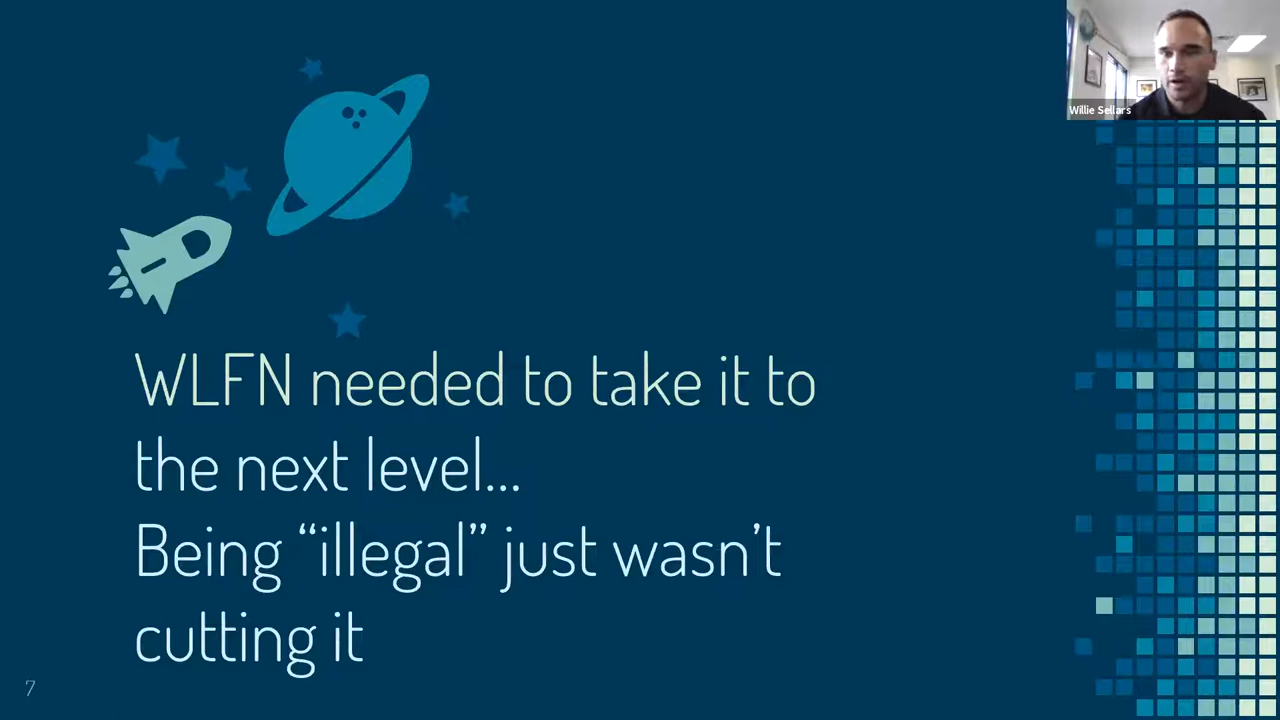 Willie Sellars
WLFN needed to take it to
the next level...
Being “illegal” just wasn’t
cutting it
7